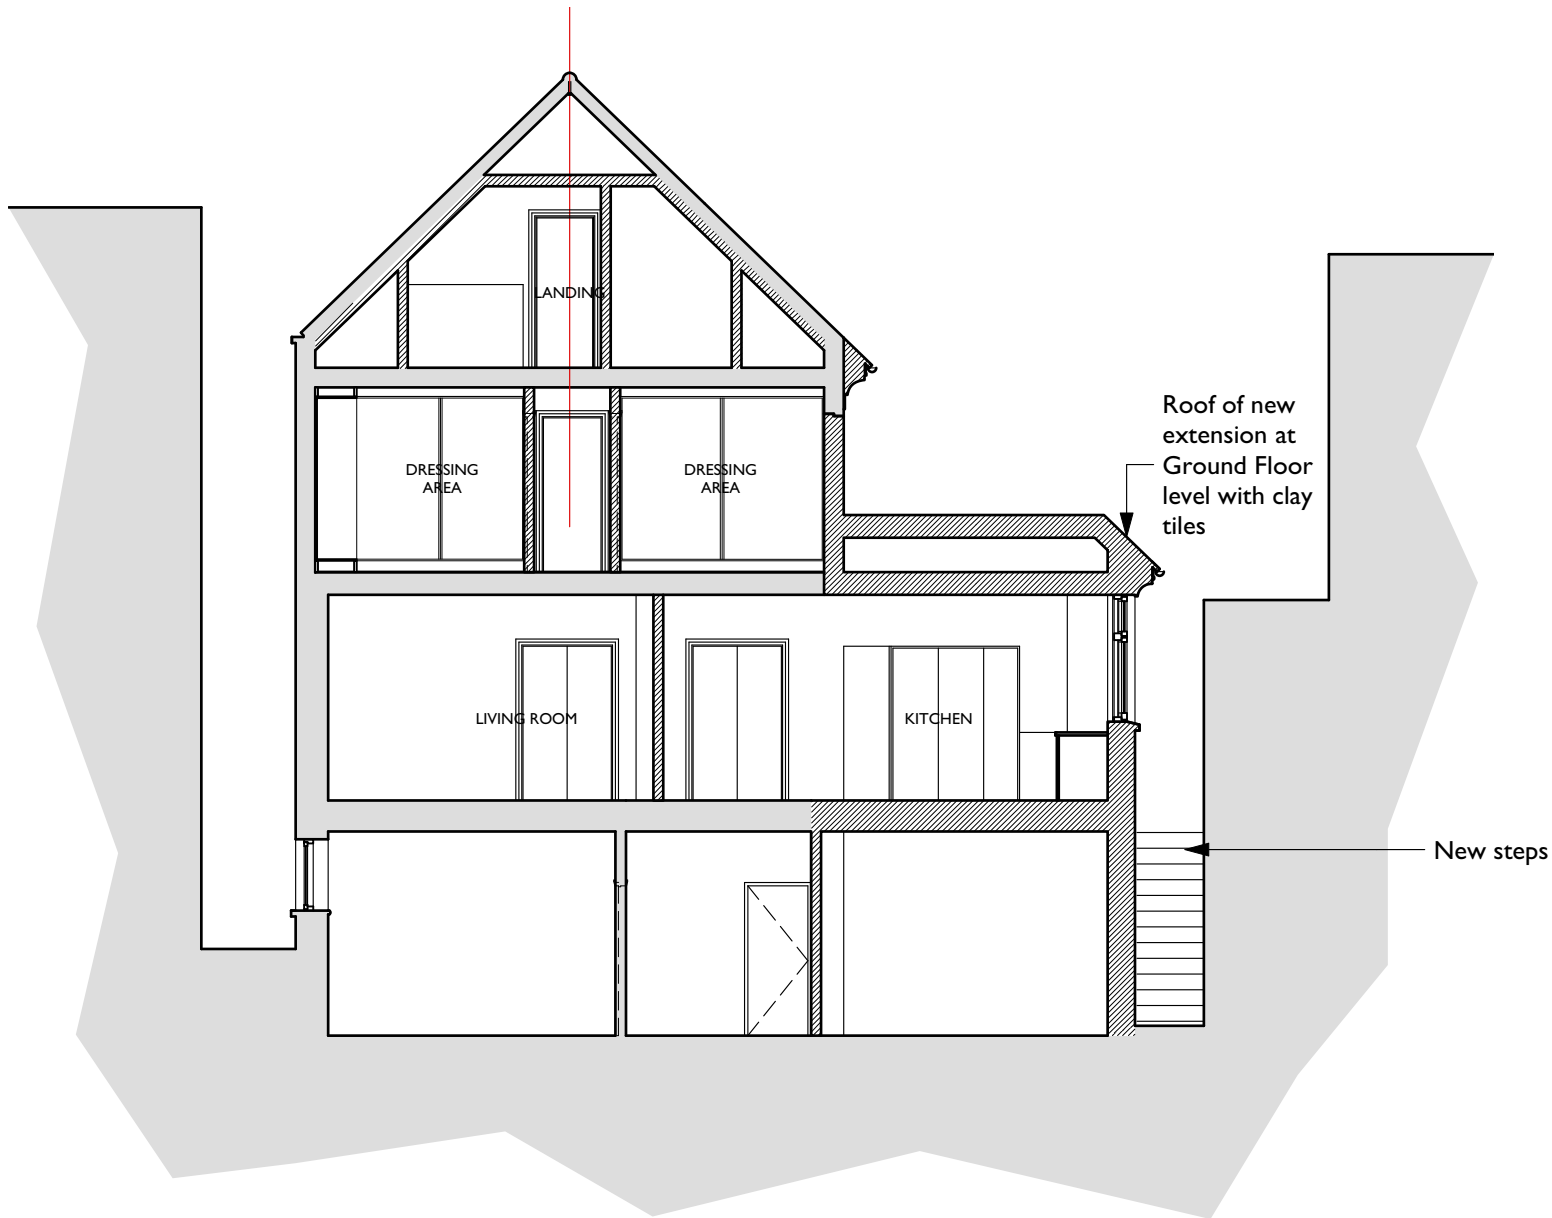 LANDING
Roof of new
extension at
Ground Floor
level with clay
tiles
DRESSING
AREA
DRESSING
AREA
LIVING ROOM
KITCHEN
New steps